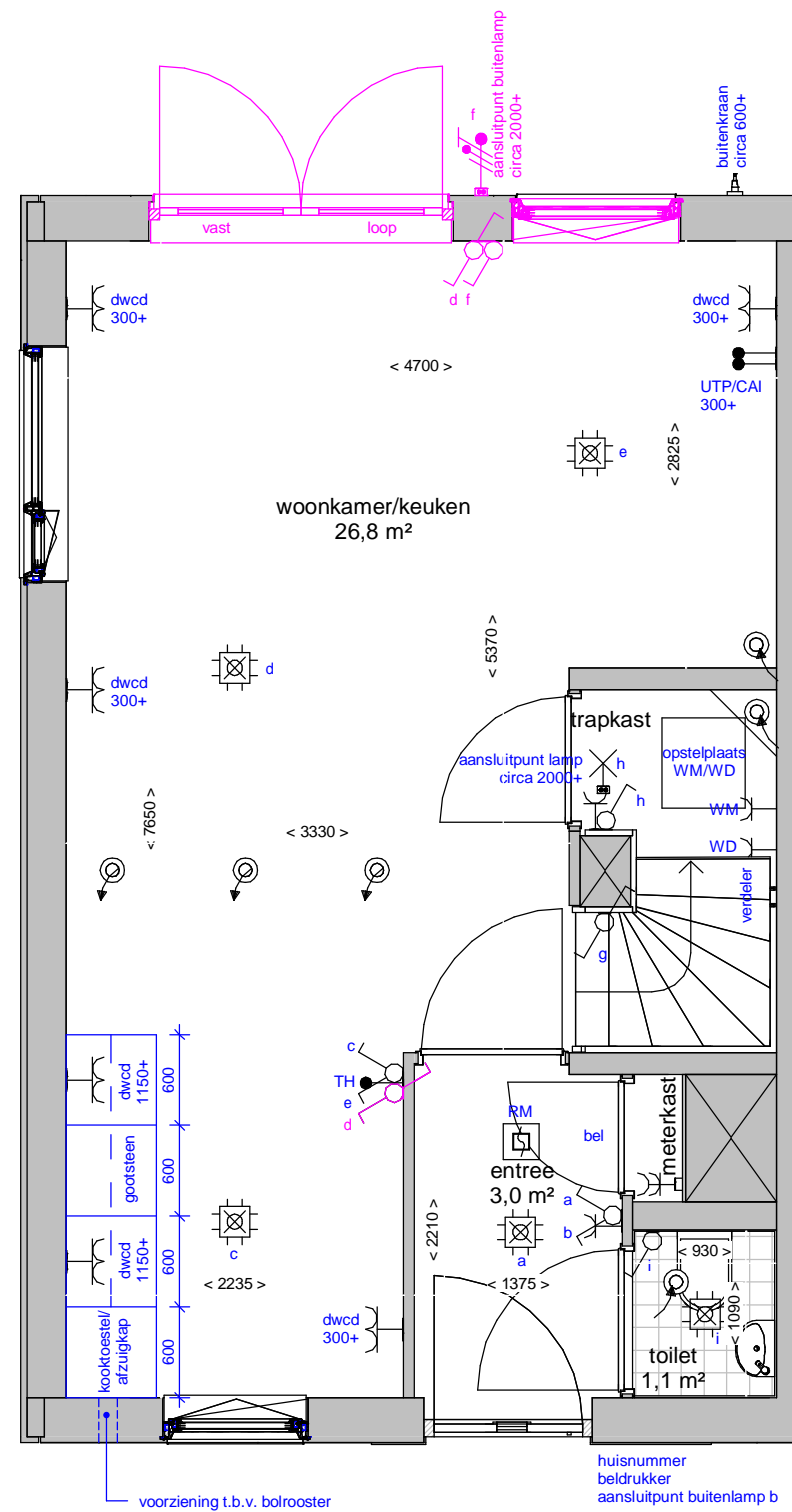 f
aansluitpunt buitenlamp
circa 2000+
buitenkraan
circa 600+
vast
loop
d f
dwcd
300+
dwcd
300+
< 4700 >
UTP/CAI
300+
e
< 2825 >
woonkamer/keuken
26,8 m²
< 5370 >
d
dwcd
300+
trapkast
aansluitpunt lamp
circa 2000+
h
opstelplaats
WM/WD
h
WM
WD
< 7650 >
< 3330 >
verdeler
g
c
TH
e
d
dwcd
1150+
600
RM
bel
meterkast
gootsteen
600
entree
3,0 m²
a
b
dwcd
1150+
600
c
< 2210 >
a
i
< 930 >
< 2235 >
< 1375 >
< 1090 >
dwcd
300+
i
kooktoestel/
afzuigkap
600
toilet
1,1 m²
huisnummer
beldrukker
aansluitpunt buitenlamp b
voorziening t.b.v. bolrooster